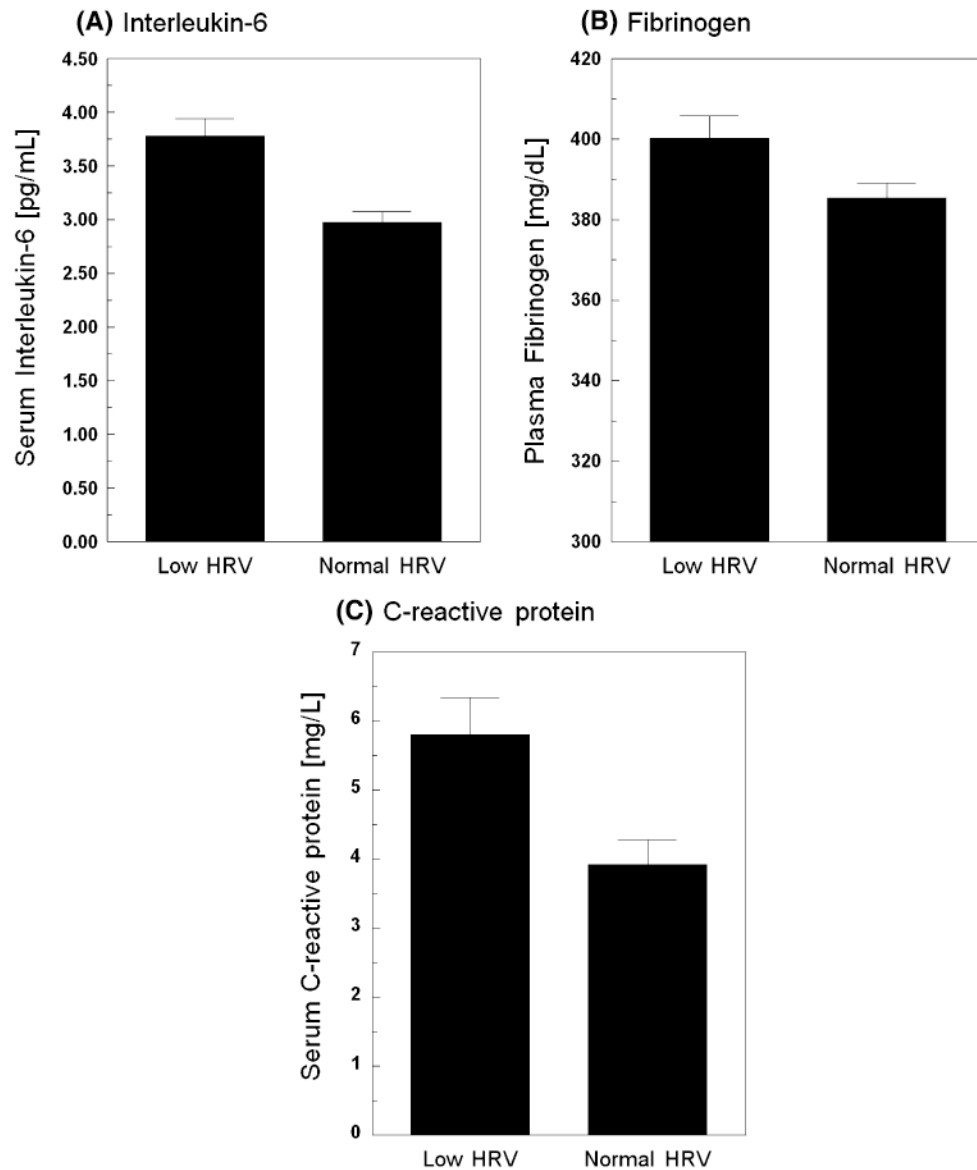 (A) Interleukin-6
Serum Interleukin-6 [pg/mL]
4.50
4.00
3.50
3.00
2.50
2.00
1.50
1.00
0.50
0.00
Low HRV
Normal HRV
(B) Fibrinogen
Plasma Fibrinogen [mg/dL]
420
400
380
360
340
320
300
Low HRV
Normal HRV
(C) C-reactive protein
Serum C-reactive protein [mg/L]
7
6
5
4
3
2
1
0
Low HRV
Normal HRV